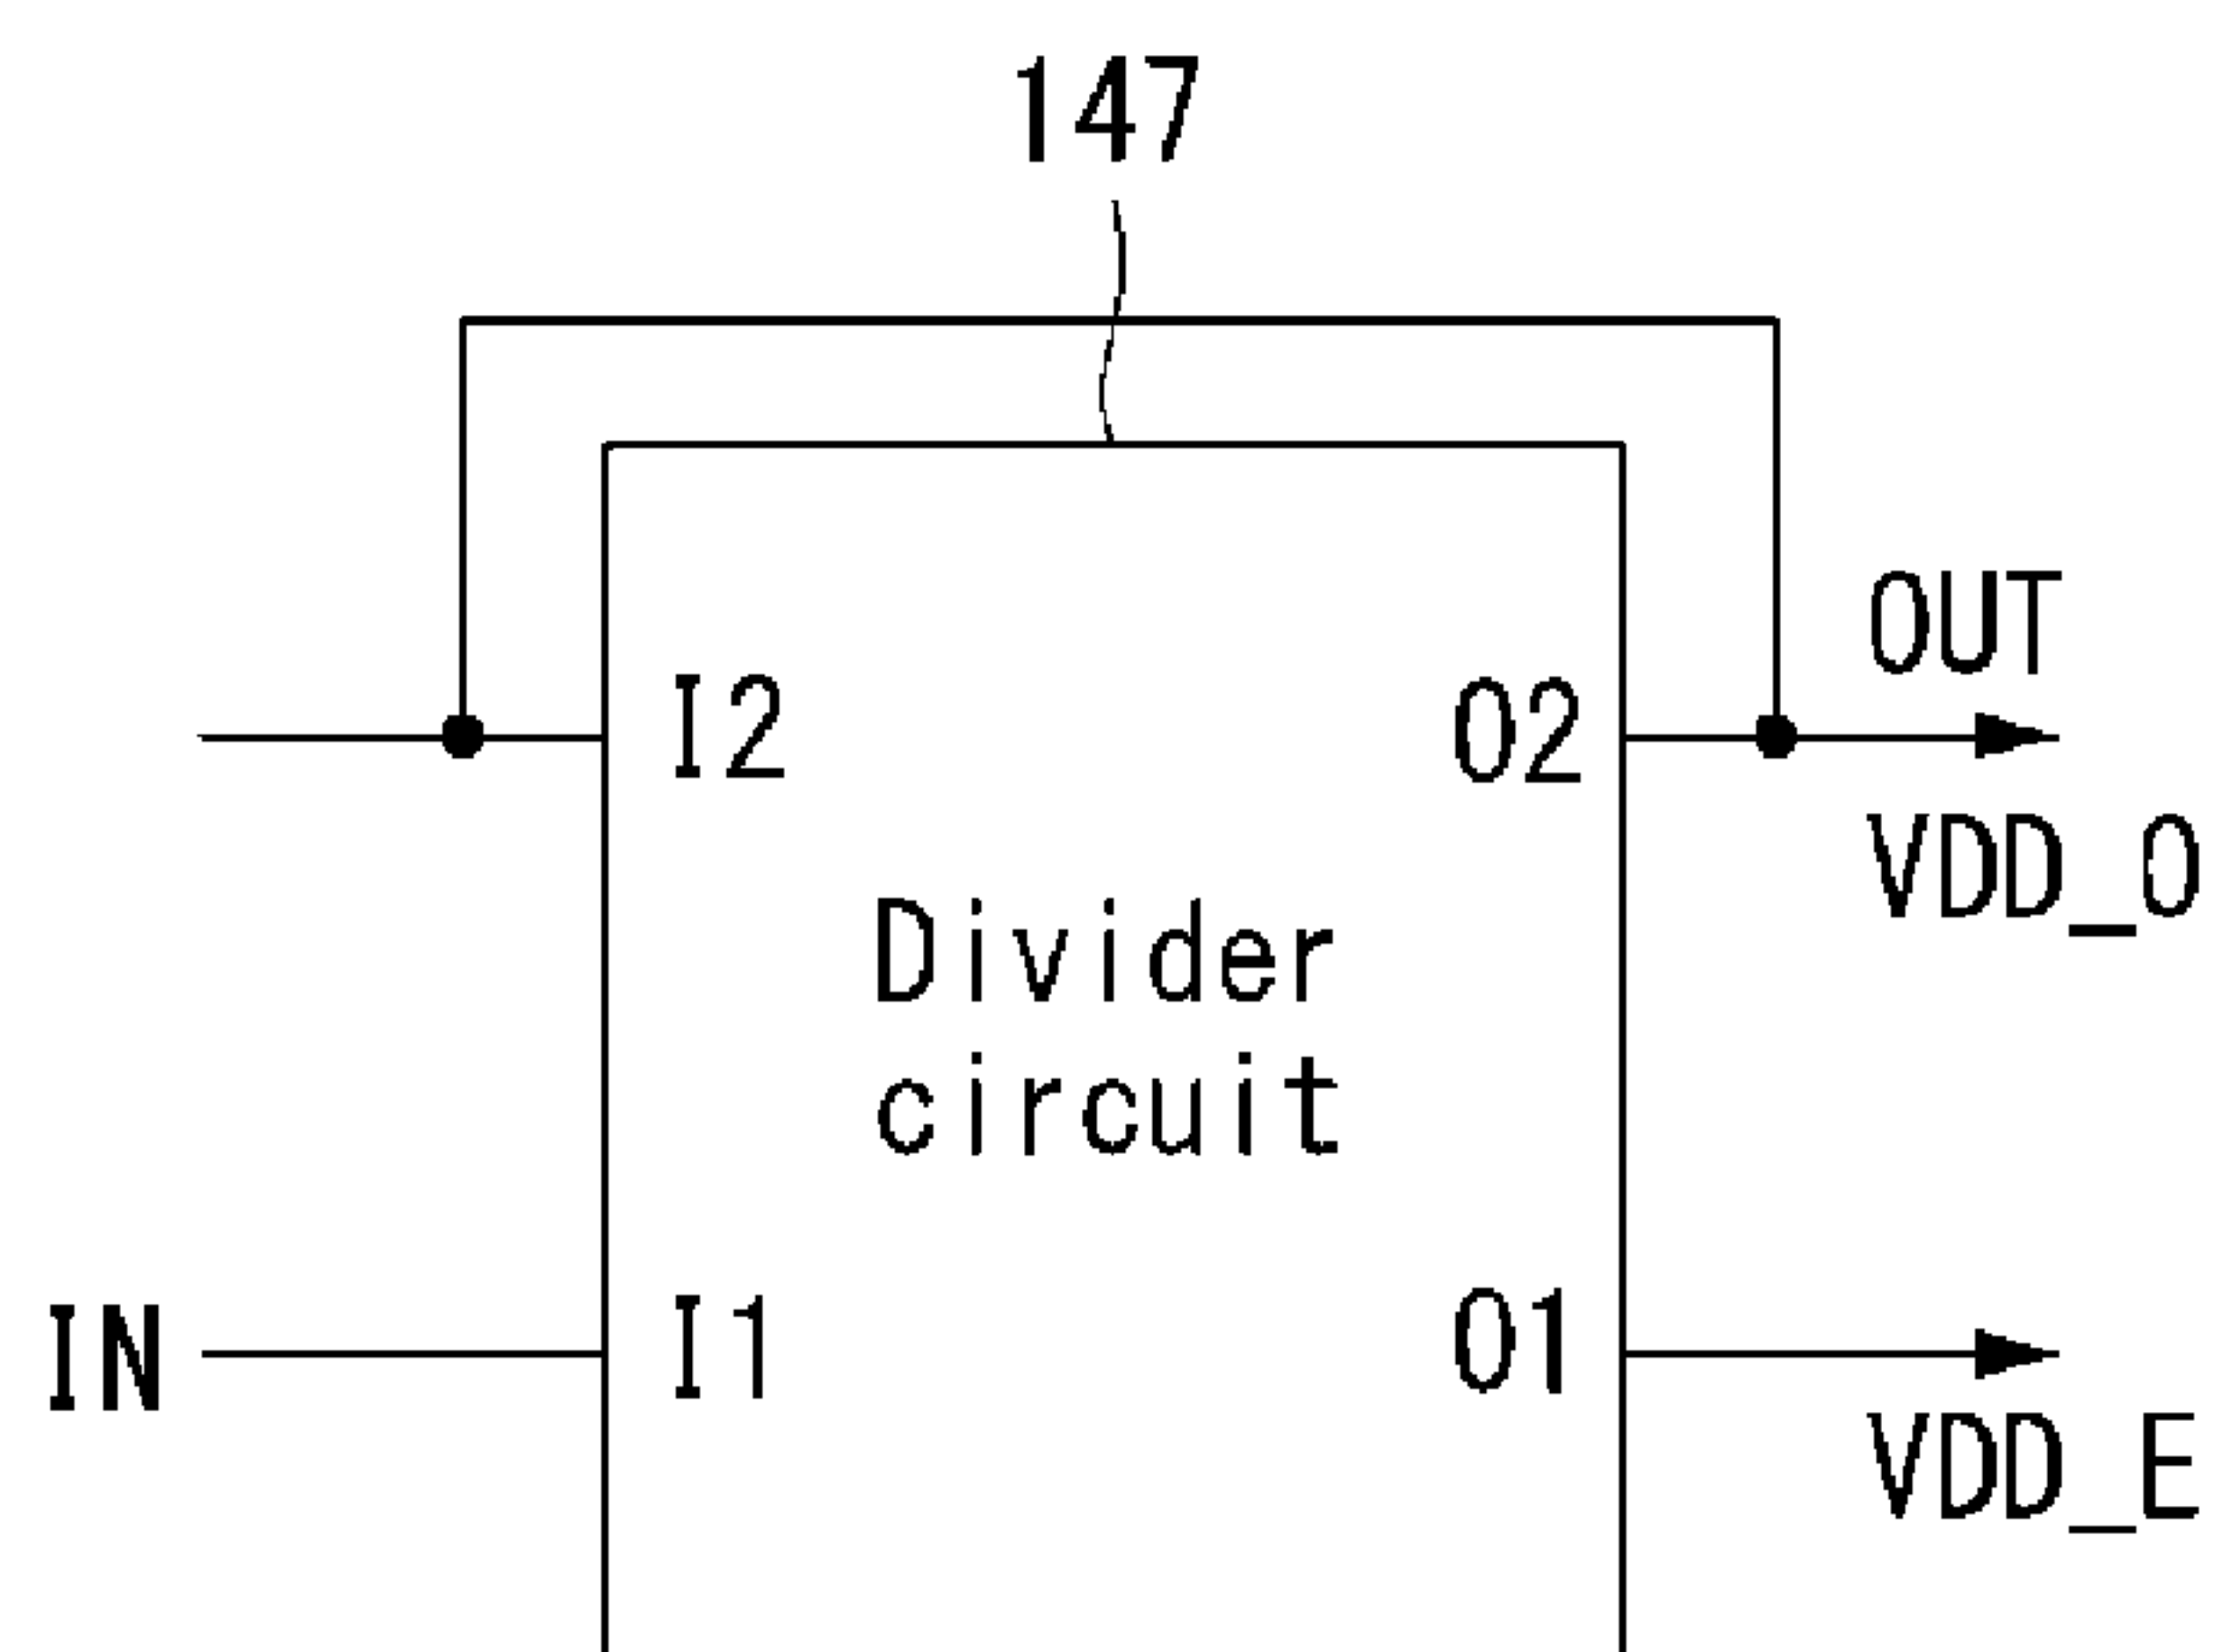 147
OUT
I2
O2
VDD_O
Divider
circuit
IN
I1
O1
VDD_E